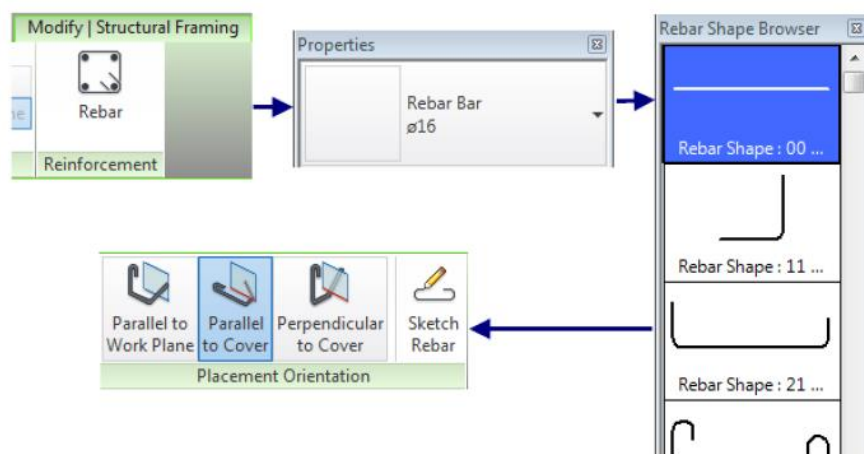 Modify | Structural Framing
Rebar
Reinforcement
Properties
Rebar Bar
ø16
Rebar Shape Browser
Rebar Shape : 00 ...
Rebar Shape : 11 ...
Rebar Shape : 21 ...
Parallel to
Work Plane
Parallel
to Cover
Perpendicular
to Cover
Sketch
Rebar
Placement Orientation